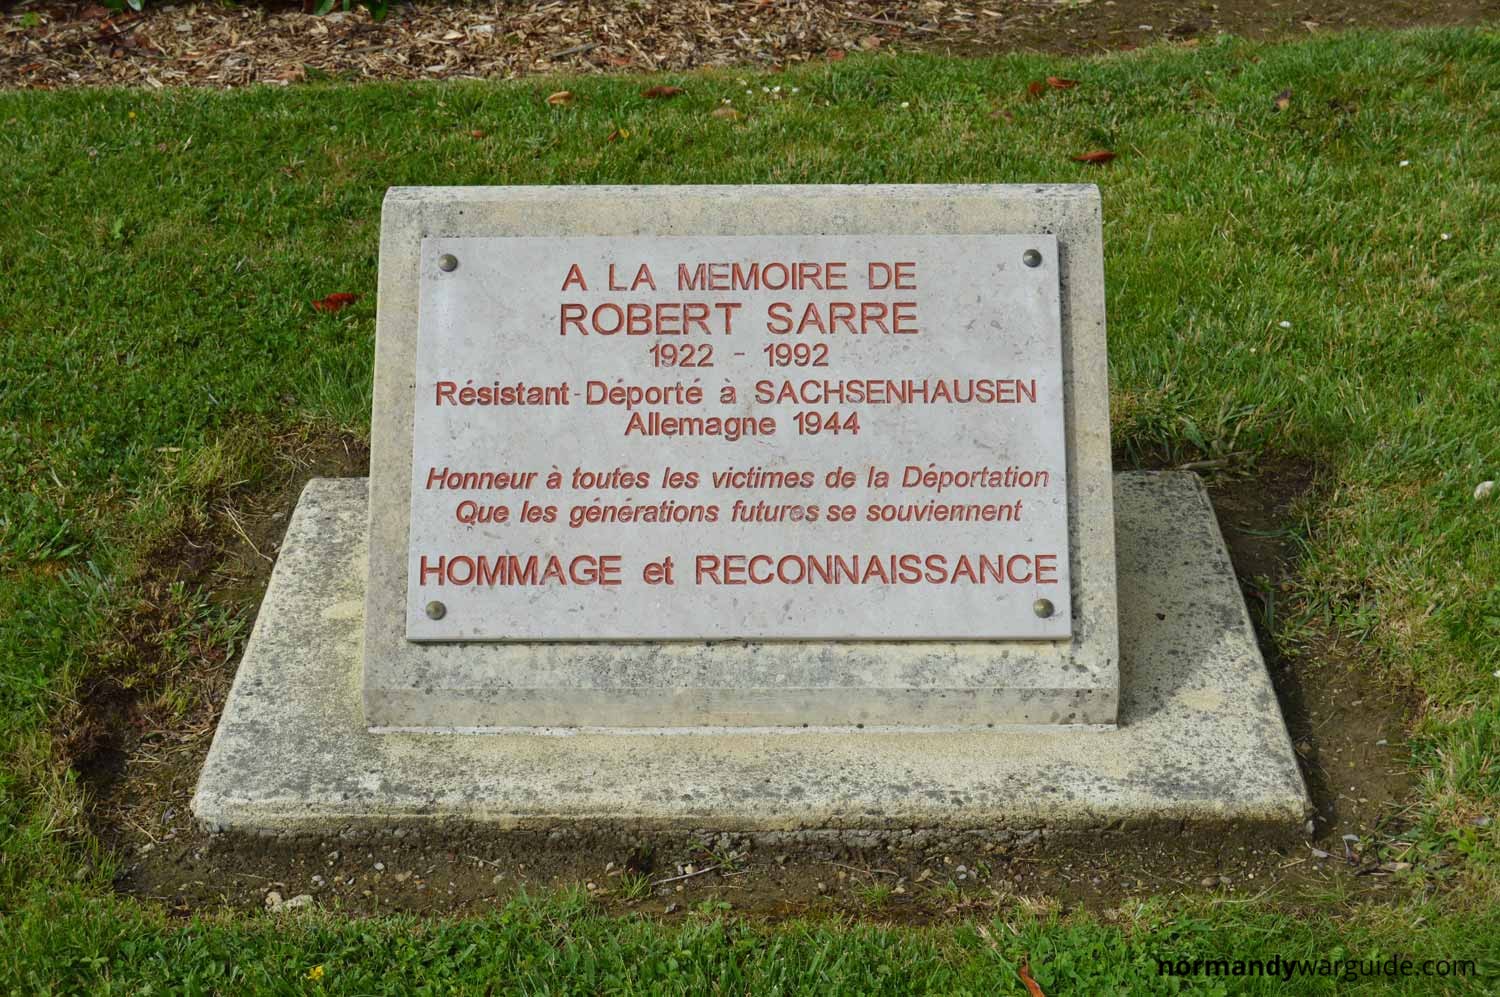 A LA MEMOIRE DE
ROBERT SARRE
1922 - 1992
Résistant-Déporté à SACHSENHAUSEN
Allemagne 1944
Honneur à toutes les victimes de la Déportation
Que les générations futures se souviennent
HOMMAGE et RECONNAISSANCE
normandywarguide.com